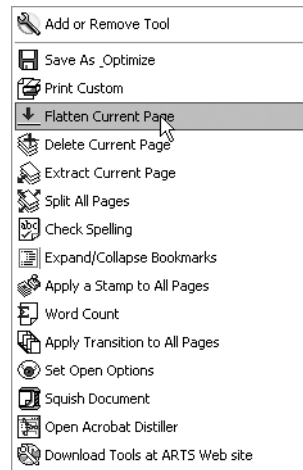 Add or Remove Tool
Save As _Optimize
Print Custom
Flatten Current Page
Delete Current Page
Extract Current Page
Split All Pages
Check Spelling
Expand/Collapse Bookmarks
Apply a Stamp to All Pages
Word Count
Apply Transition to All Pages
Set Open Options
Squish Document
Open Acrobat Distiller
Download Tools at ARTS Web site